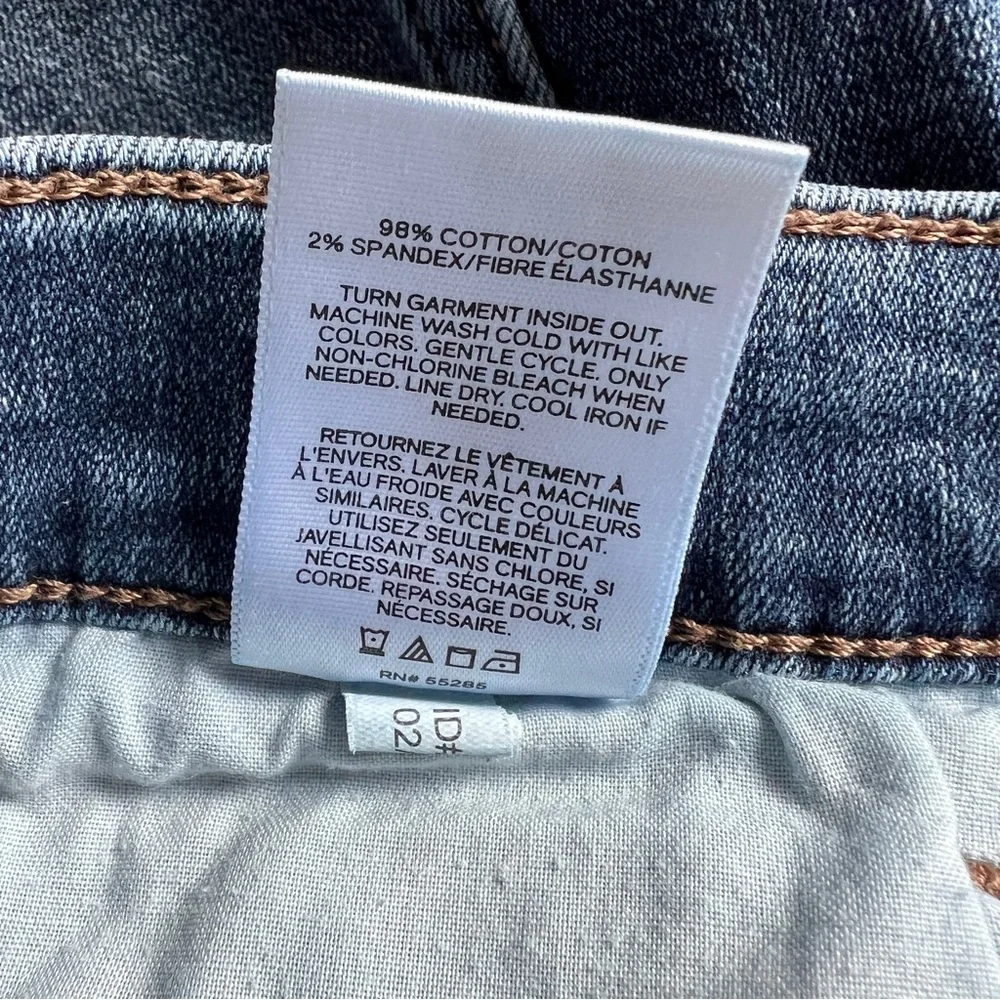 98% COTTON/COTON
2% SPANDEX/FIBRE ÉLASTHANNE
TURN GARMENT INSIDE OUT.
MACHINE WASH COLD WITH LIKE
COLORS. GENTLE CYCLE. ONLY
NON-CHLORINE BLEACH WHEN
NEEDED. LINE DRY. COOL IRON IF
NEEDED.
RETOURNEZ LE VÊTEMENT À
L'ENVERS. LAVER À LA MACHINE
À L'EAU FROIDE AVEC COULEURS
SIMILAIRES. CYCLE DÉLICAT.
UTILISEZ SEULEMENT DU
JAVELLISANT SANS CHLORE, SI
NÉCESSAIRE. SÉCHAGE SUR
CORDE. REPASSAGE DOUX, SI
NÉCESSAIRE.
RN# 55285
ID#
02